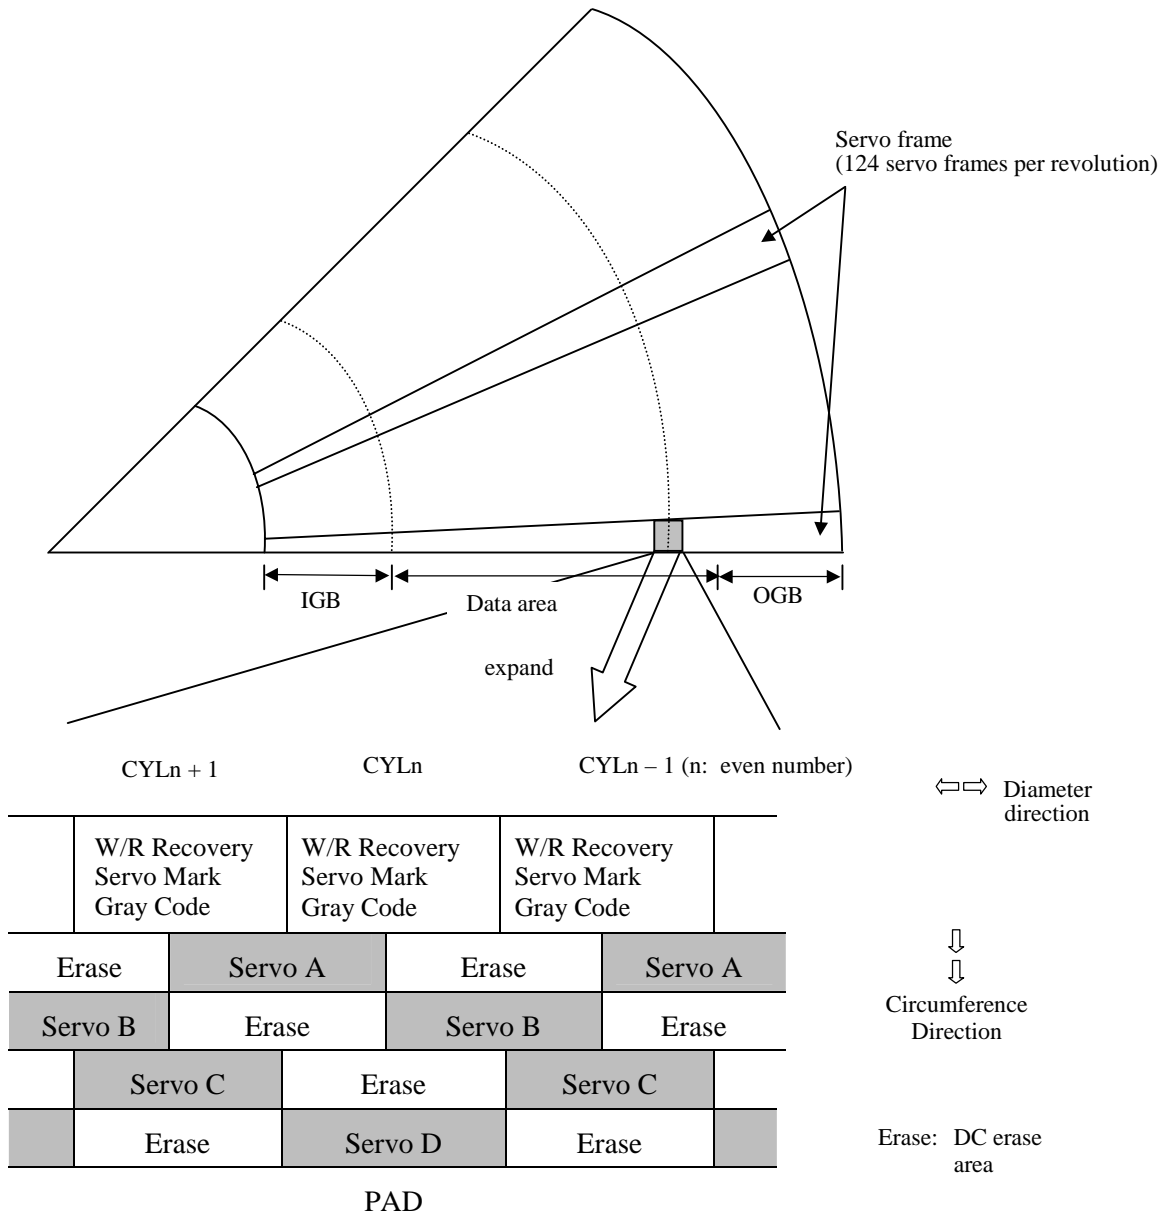 Servo frame
(124 servo frames per revolution)
IGB
Data area
OGB
expand
CYLn + 1
CYLn
CYLn – 1 (n: even number)
Diameter
direction
W/R Recovery
Servo Mark
Gray Code
W/R Recovery
Servo Mark
Gray Code
W/R Recovery
Servo Mark
Gray Code
Erase
Servo A
Erase
Servo A
Servo B
Erase
Servo B
Erase
Circumference
Direction
Servo C
Erase
Servo C
Erase
Servo D
Erase
Erase: DC erase
area
PAD